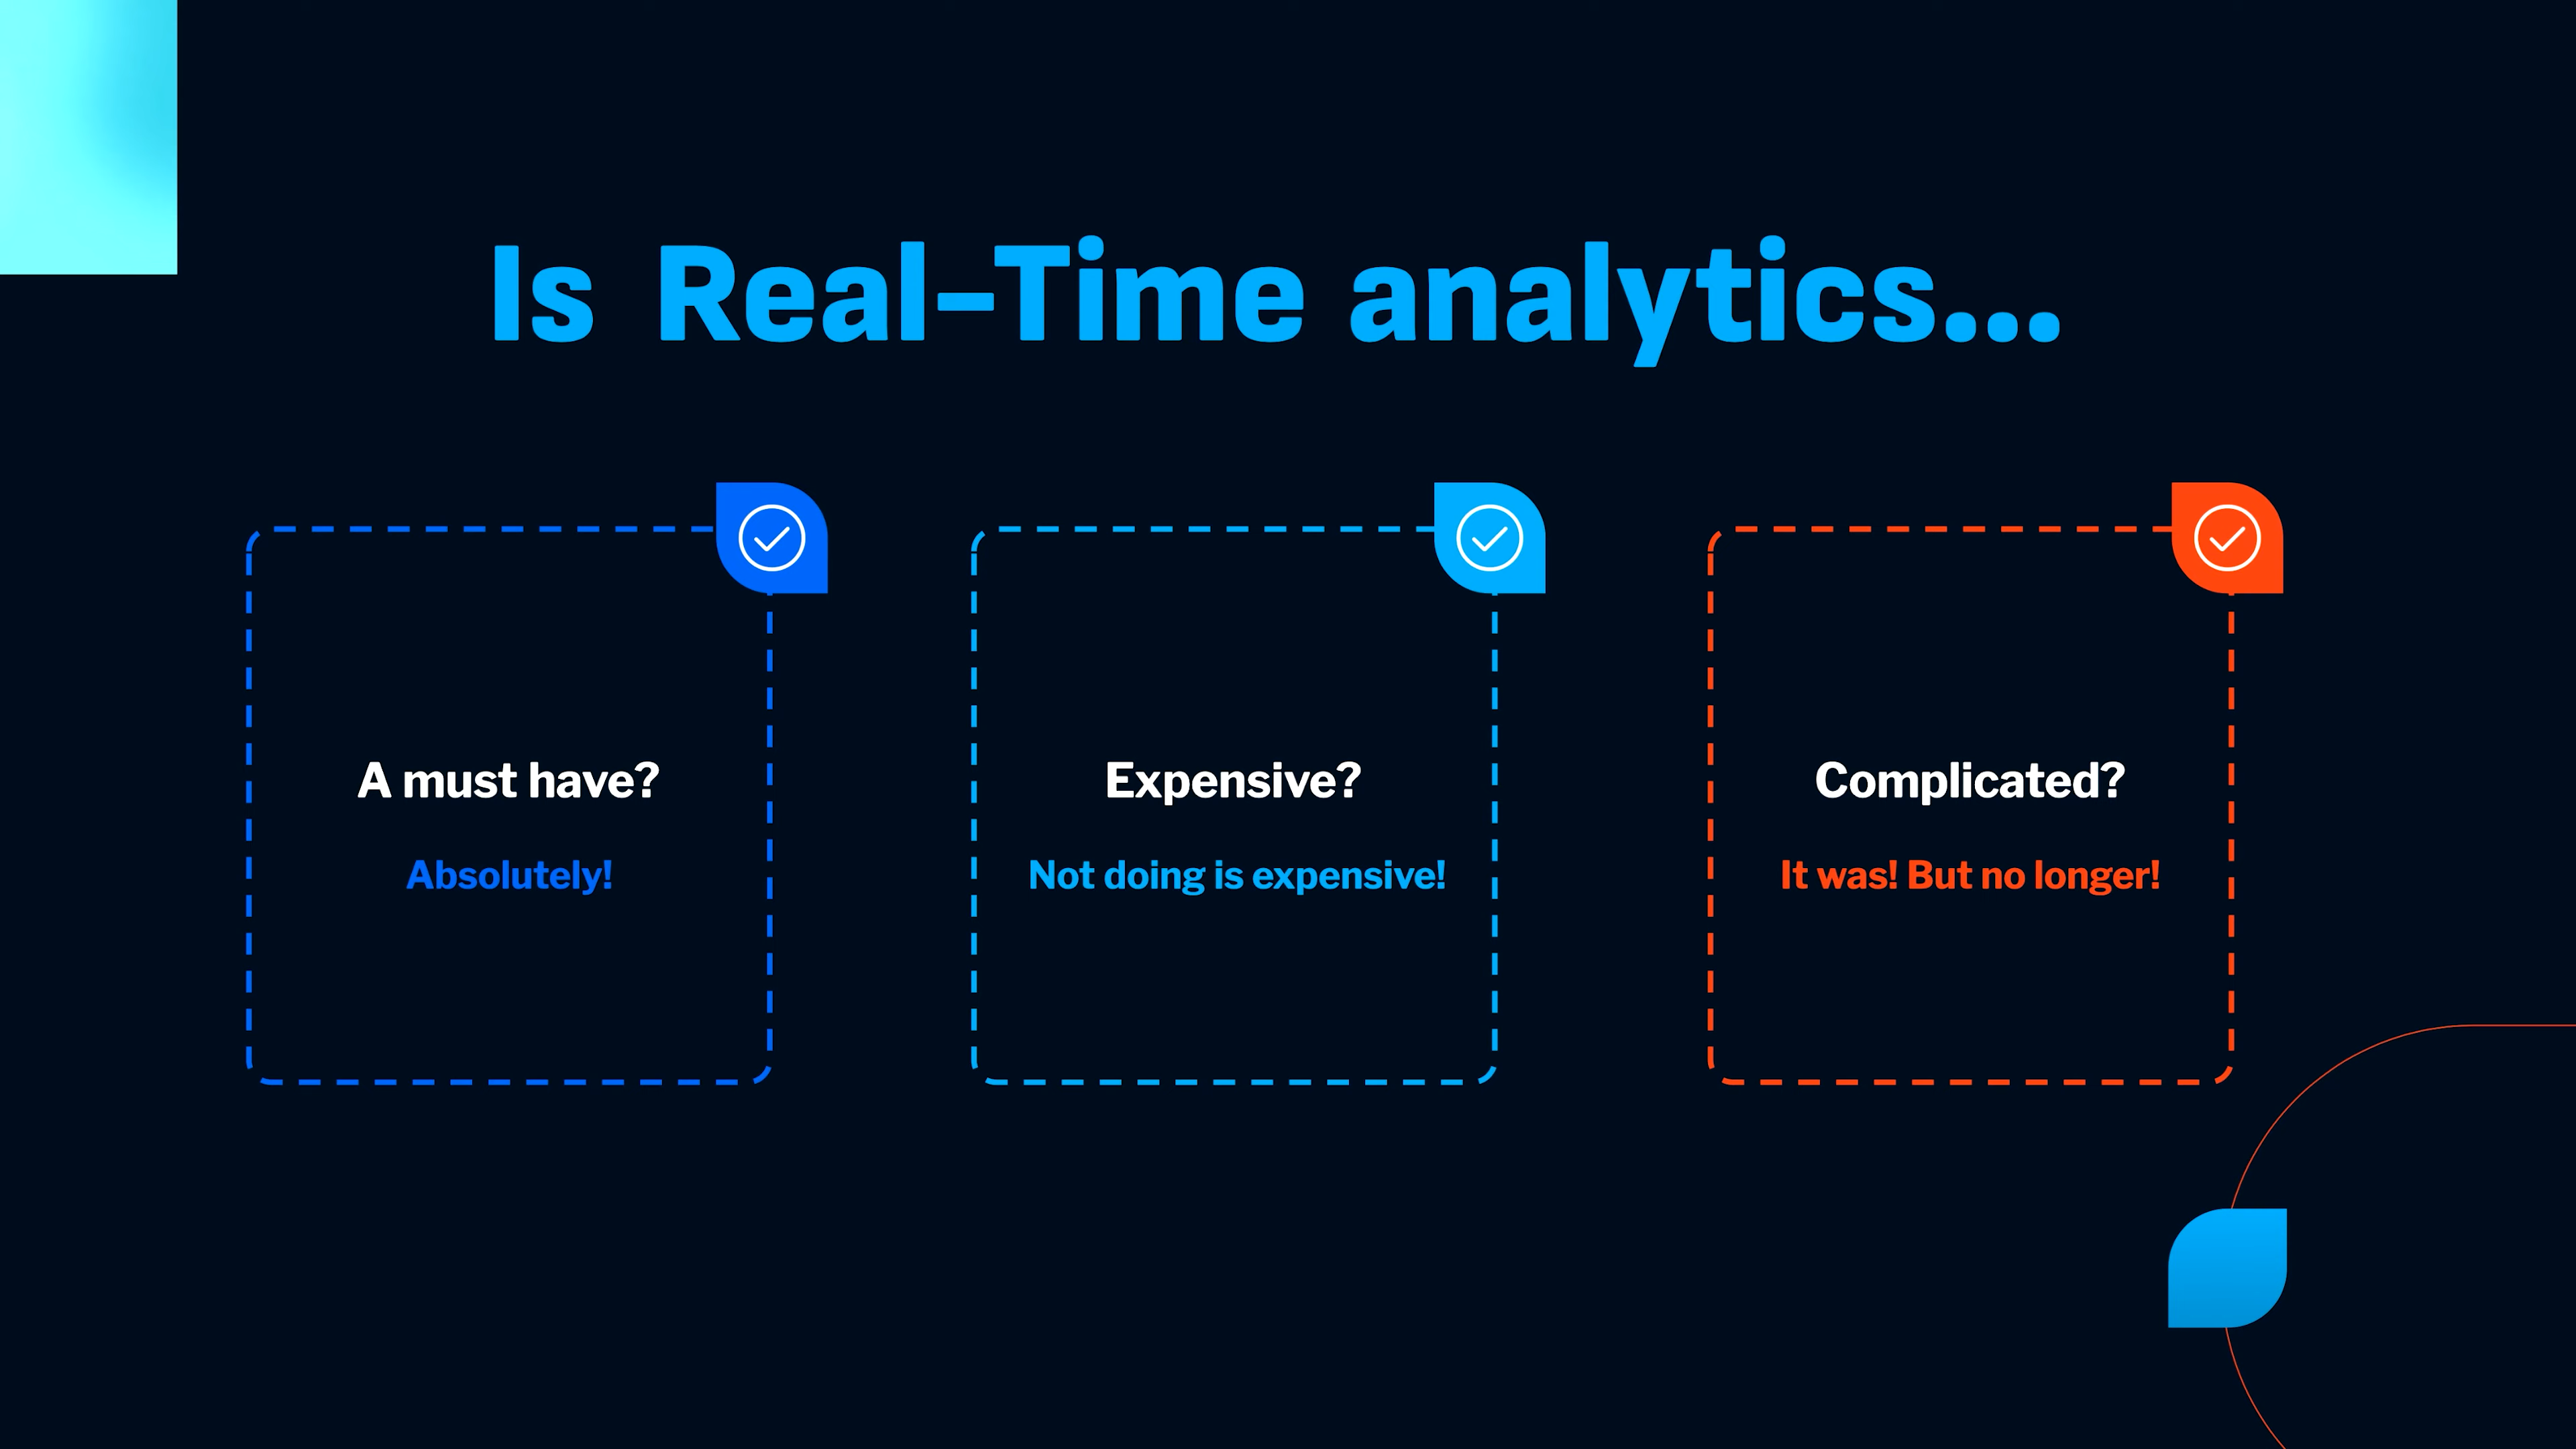 Is Real-Time analytics...
A must have?
Absolutely!
Expensive?
Not doing is expensive!
Complicated?
It was! But no longer!